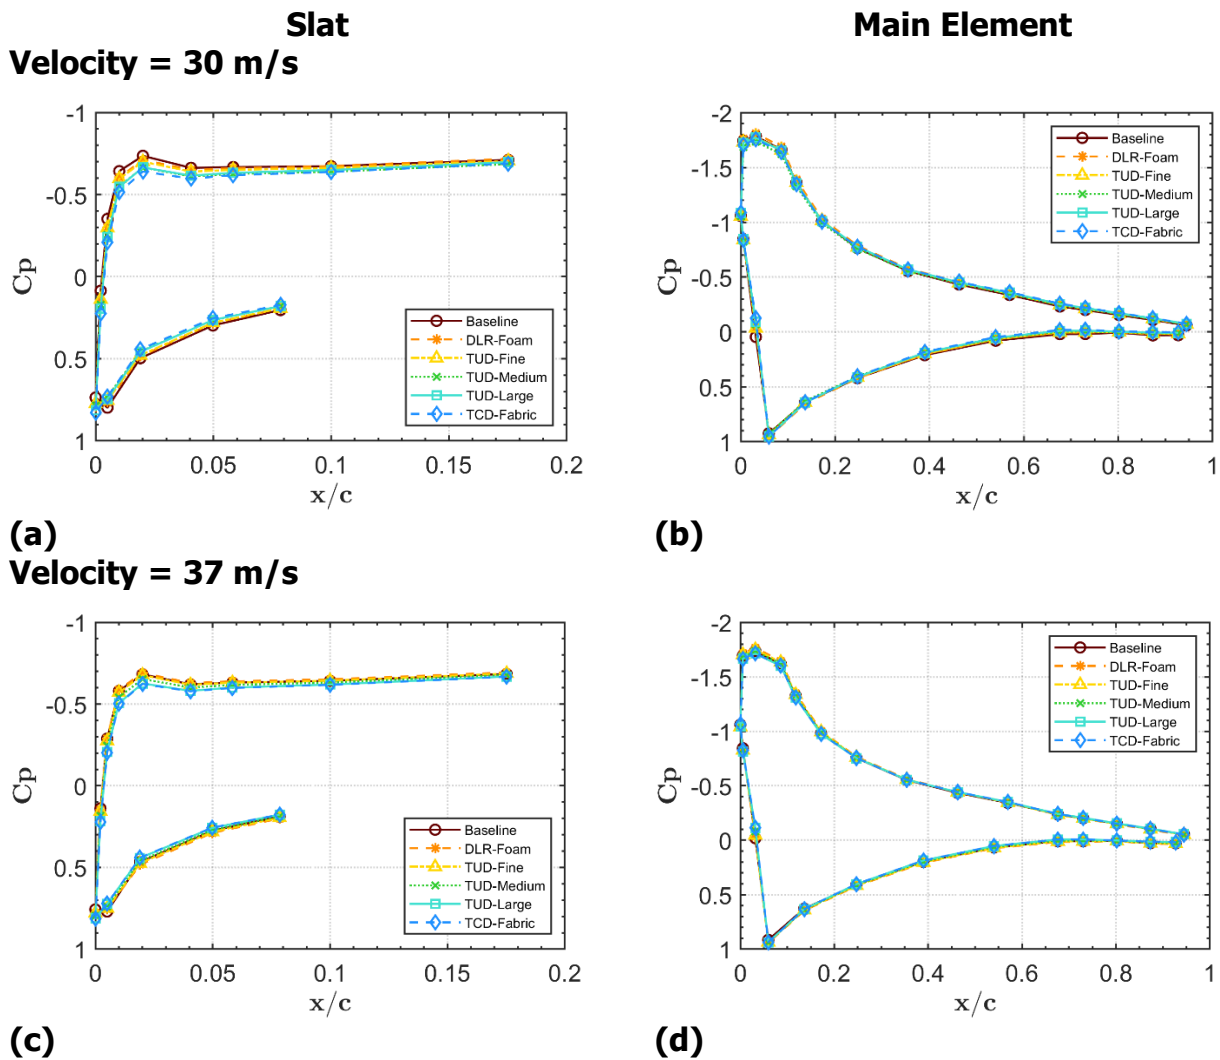 Slat
Main Element
Velocity = 30 m/s
-1
-0.5
0
0.5
1
Cp
0
0.05
0.1
0.15
0.2
x/c
Baseline
DLR-Foam
TUD-Fine
TUD-Medium
TUD-Large
TCD-Fabric
(a)
-2
-1.5
-1
-0.5
0
0.5
1
Cp
0
0.2
0.4
0.6
0.8
1
x/c
Baseline
DLR-Foam
TUD-Fine
TUD-Medium
TUD-Large
TCD-Fabric
(b)
Velocity = 37 m/s
-1
-0.5
0
0.5
1
Cp
0
0.05
0.1
0.15
0.2
x/c
Baseline
DLR-Foam
TUD-Fine
TUD-Medium
TUD-Large
TCD-Fabric
(c)
-2
-1.5
-1
-0.5
0
0.5
1
Cp
0
0.2
0.4
0.6
0.8
1
x/c
Baseline
DLR-Foam
TUD-Fine
TUD-Medium
TUD-Large
TCD-Fabric
(d)